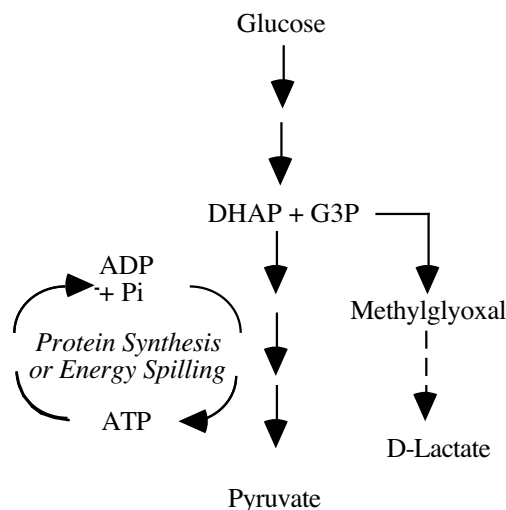 Glucose
DHAP + G3P
ADP
+ Pi
Methylglyoxal
Protein Synthesis
or Energy Spilling
ATP
D-Lactate
Pyruvate